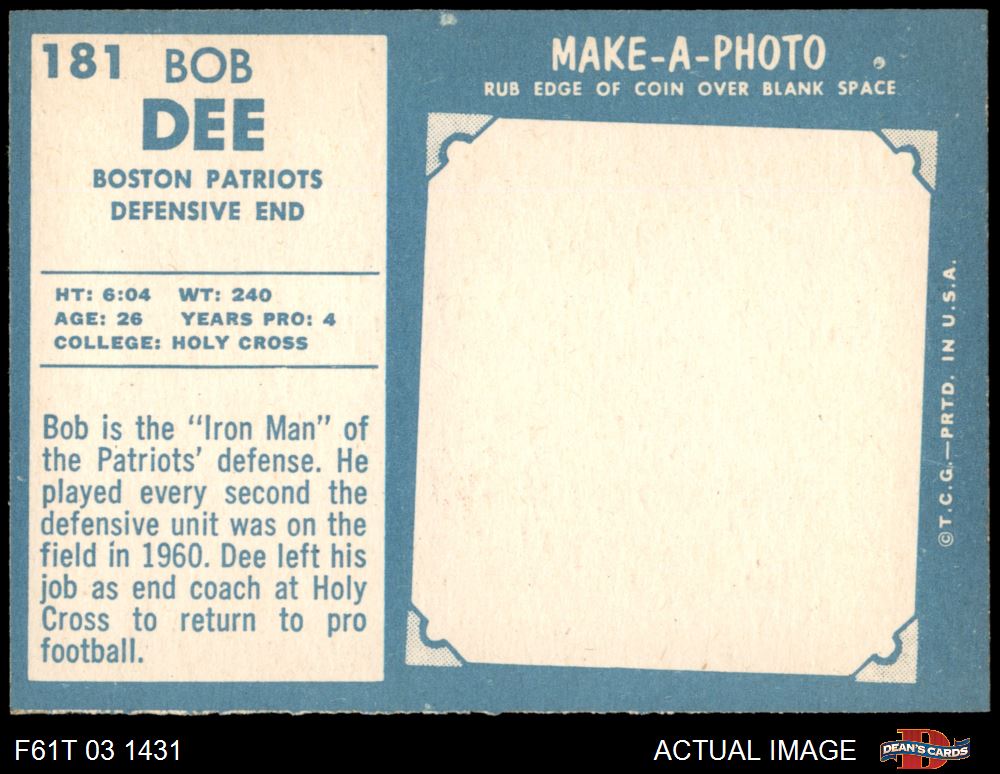 181 BOB
DEE
BOSTON PATRIOTS
DEFENSIVE END
HT: 6:04 WT: 240
AGE: 26 YEARS PRO: 4
COLLEGE: HOLY CROSS
Bob is the “Iron Man” of
the Patriots’ defense. He
played every second the
defensive unit was on the
field in 1960. Dee left his
job as end coach at Holy
Cross to return to pro
football.
MAKE-A-PHOTO
RUB EDGE OF COIN OVER BLANK SPACE
©T.C.G.—PRTD. IN U.S.A.
F61T 03 1431
ACTUAL IMAGE
DEAN'S CARDS